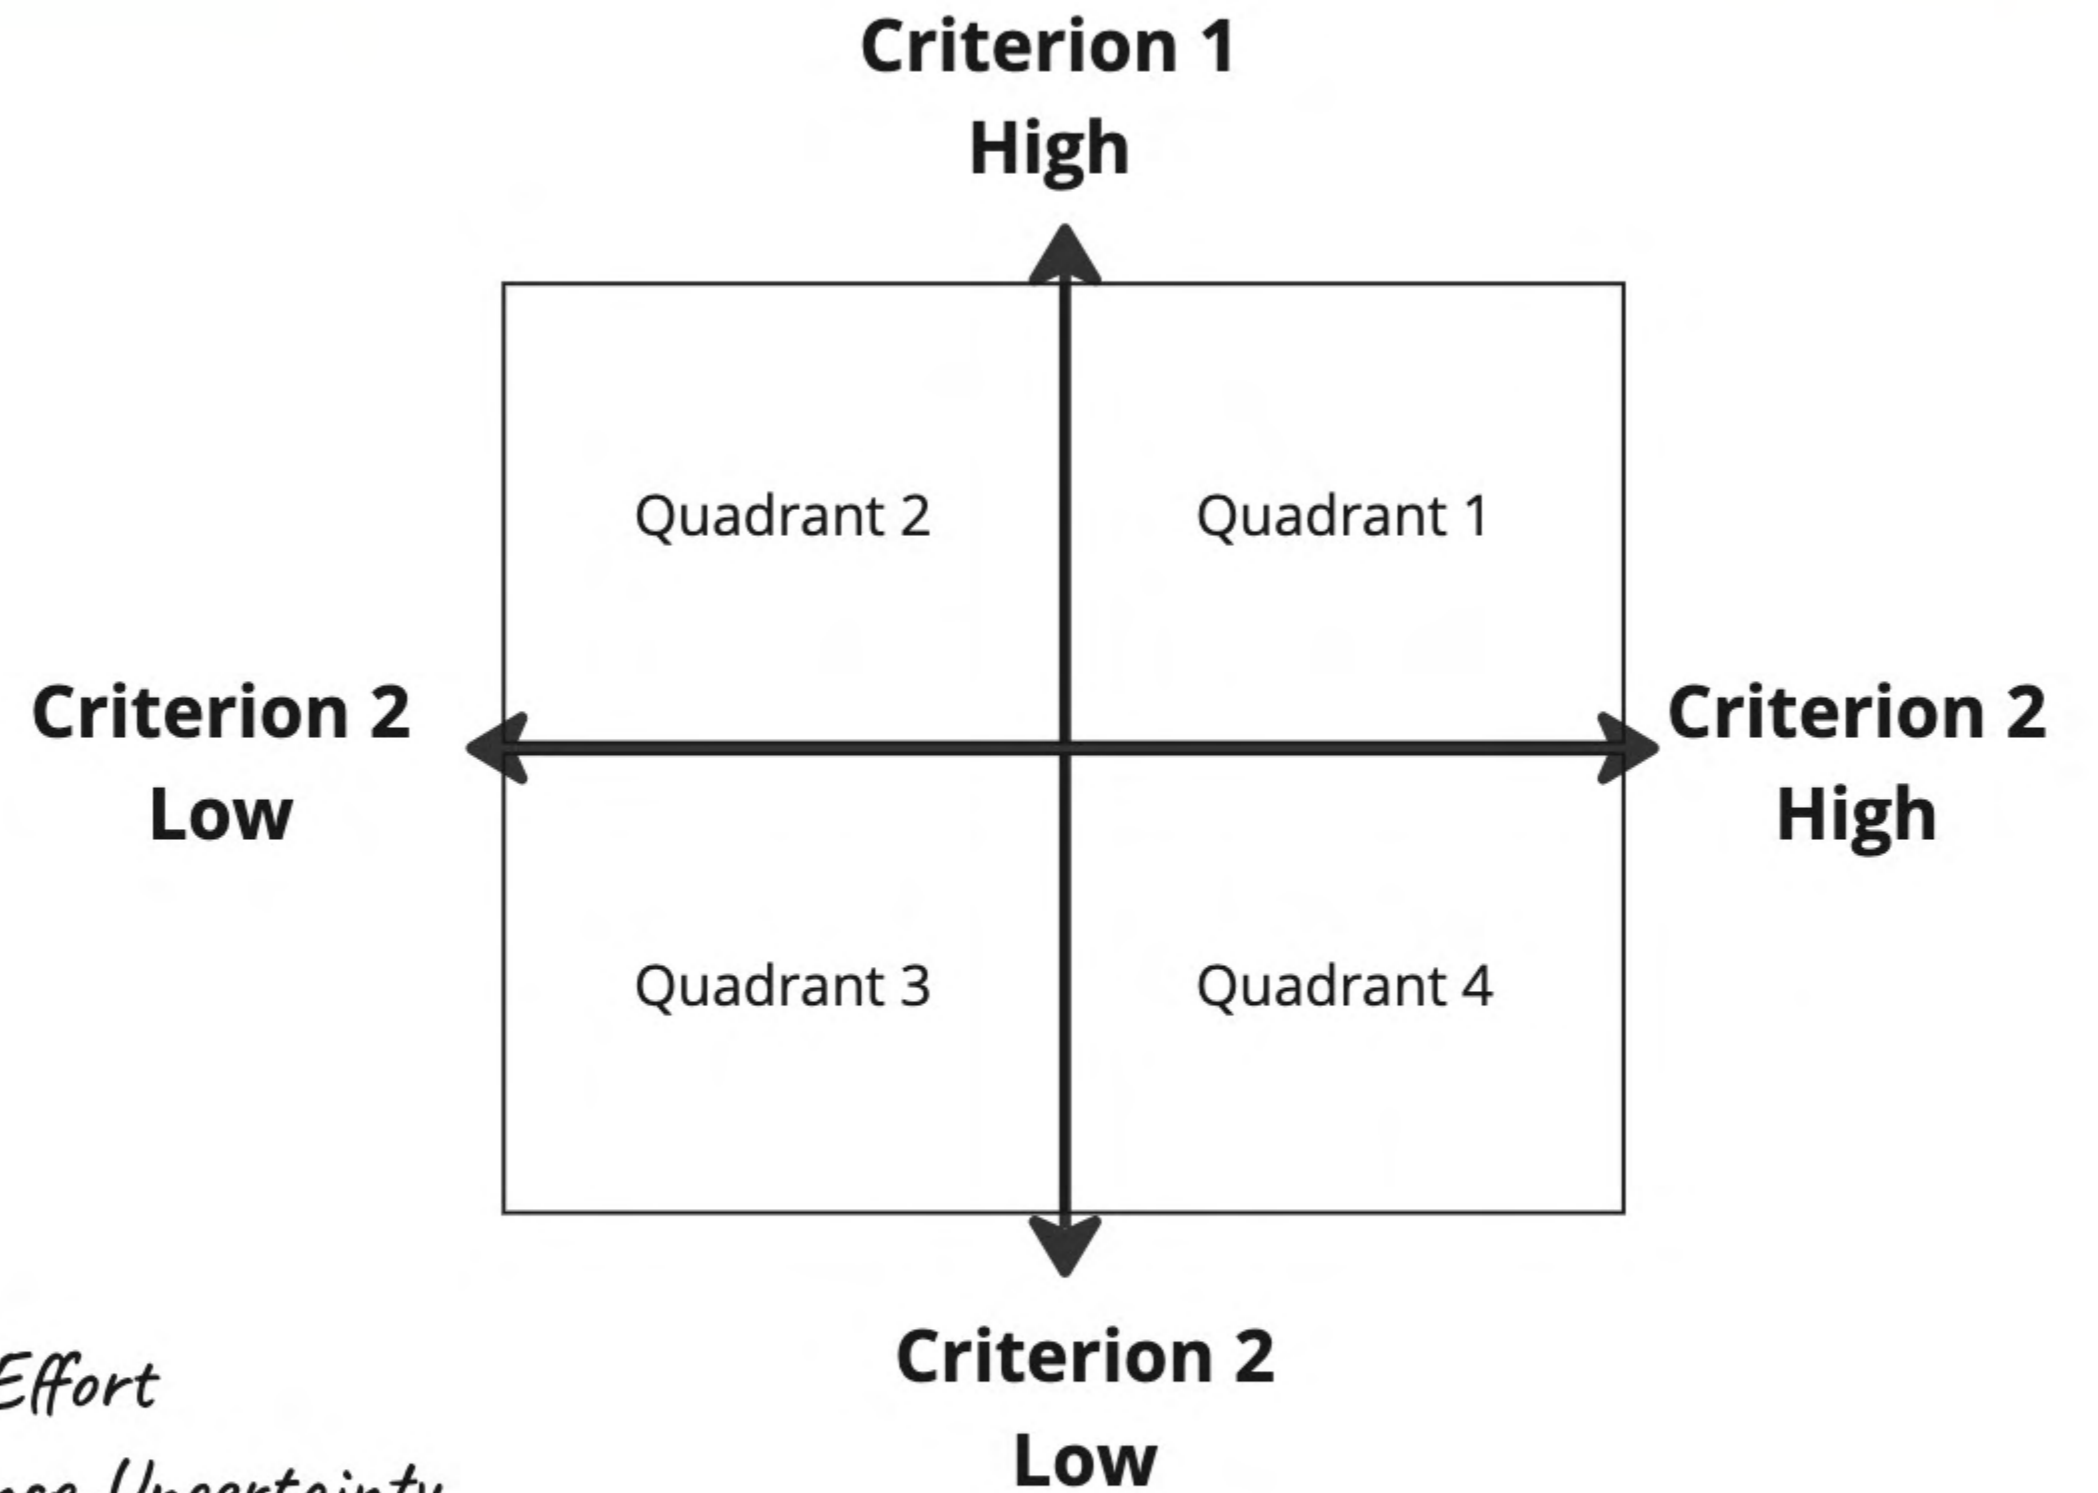 Criterion 1
High
Quadrant 2
Quadrant 1
Criterion 2
Low
Criterion 2
High
Quadrant 3
Quadrant 4
Effort
Uncertainty
Criterion 2
Low